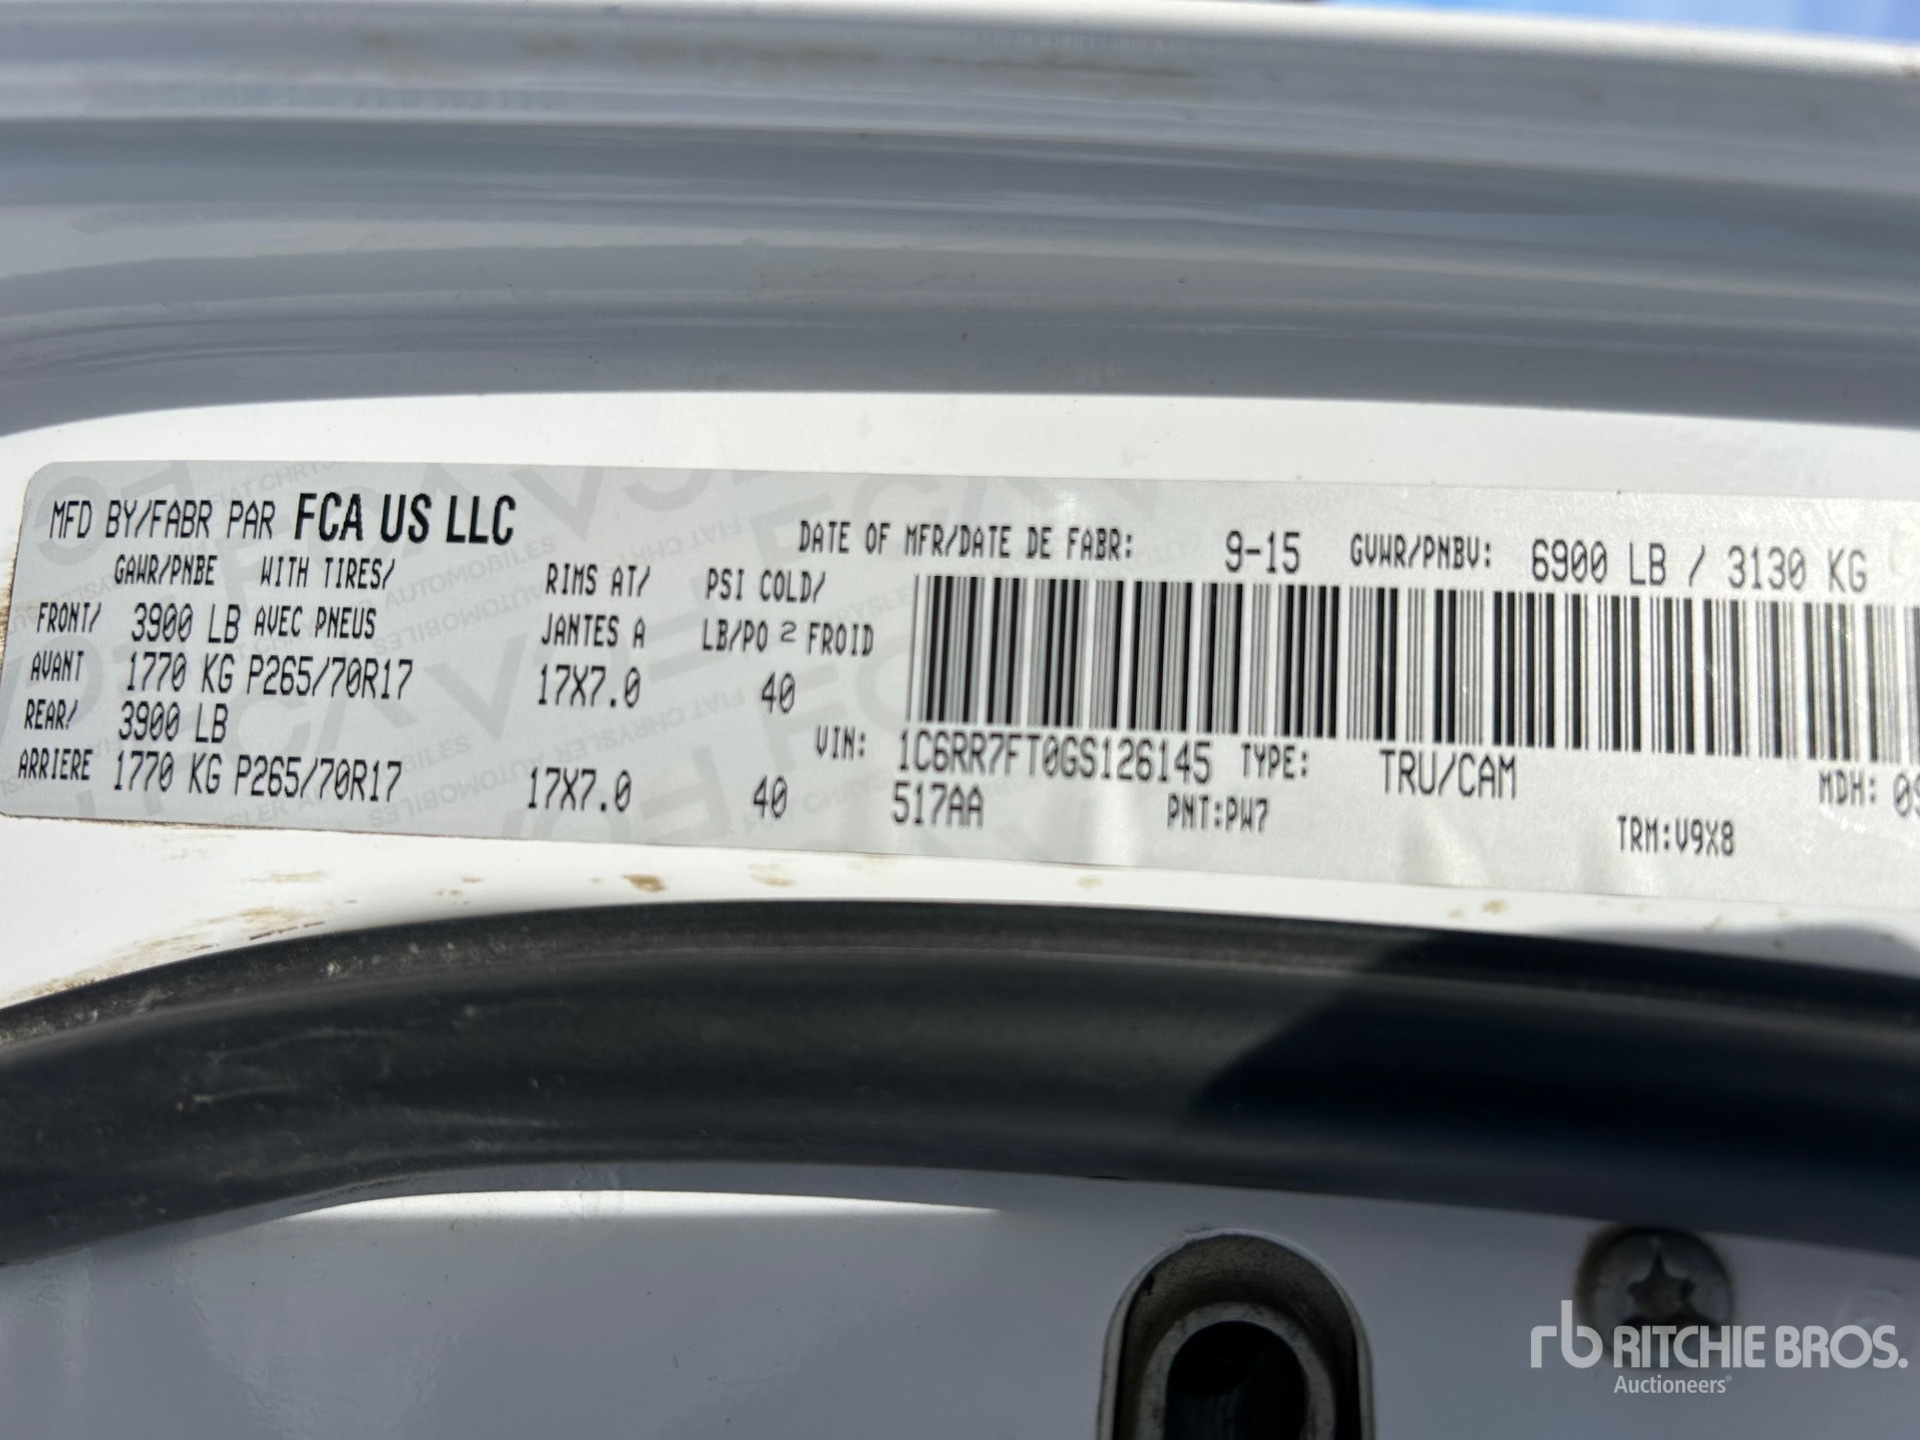 MFD BY/FABR PAR FCA US LLC
DATE OF MFR/DATE DE FABR: 9-15 GVWR/PNBV: 6900 LB / 3130 KG
GAWR/PNBE WITH TIRES/ RIMS AT/ PSI COLD/
FRONT/ 3900 LB AVEC PNEUS JANTES A LB/PO 2 FROID
AVANT 1770 KG P265/70R17 17X7.0 40
REAR/ 3900 LB
ARRIERE 1770 KG P265/70R17 17X7.0 40
VIN: 1C6RR7FT0GS126145 TYPE: TRU/CAM MDH: 09
517AA PNT:PW7 TRM:V9X8
rb RITCHIE BROS.
Auctioneers